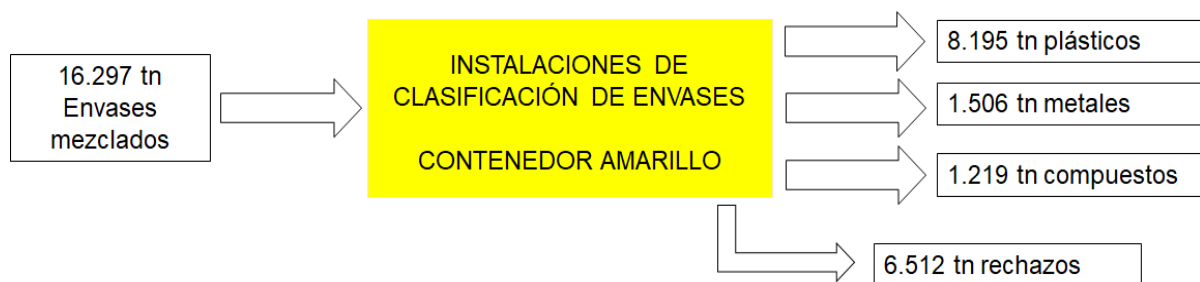 16.297 tn
Envases
mezclados
INSTALACIONES DE
CLASIFICACIÓN DE ENVASES
CONTENEDOR AMARILLO
8.195 tn plásticos
1.506 tn metales
1.219 tn compuestos
6.512 tn rechazos